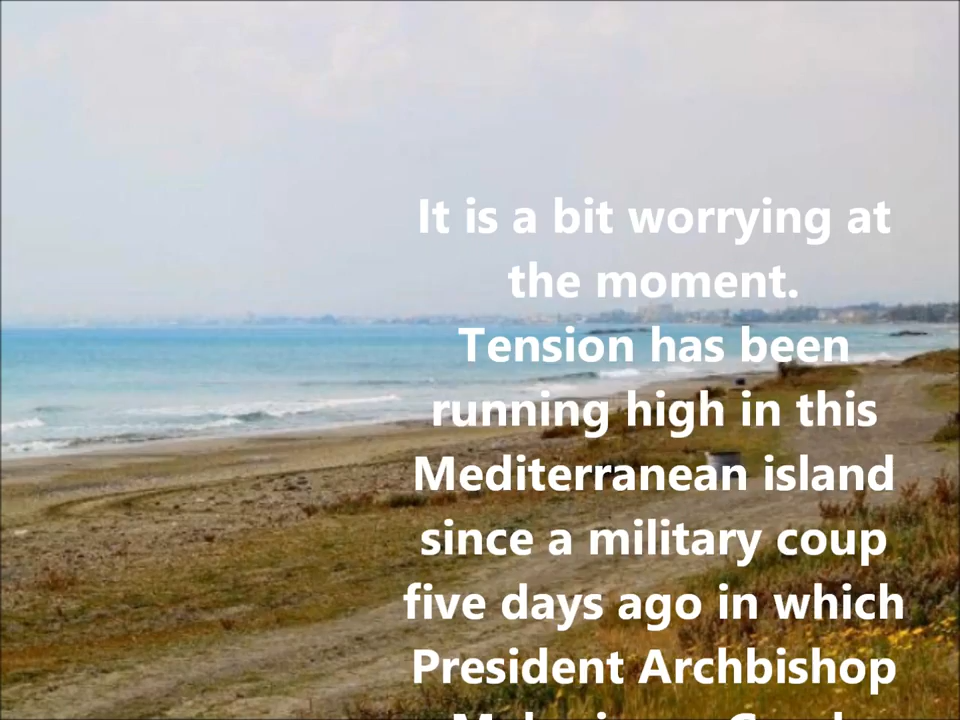 It is a bit worrying at
the moment.
Tension has been
running high in this
Mediterranean island
since a military coup
five days ago in which
President Archbishop